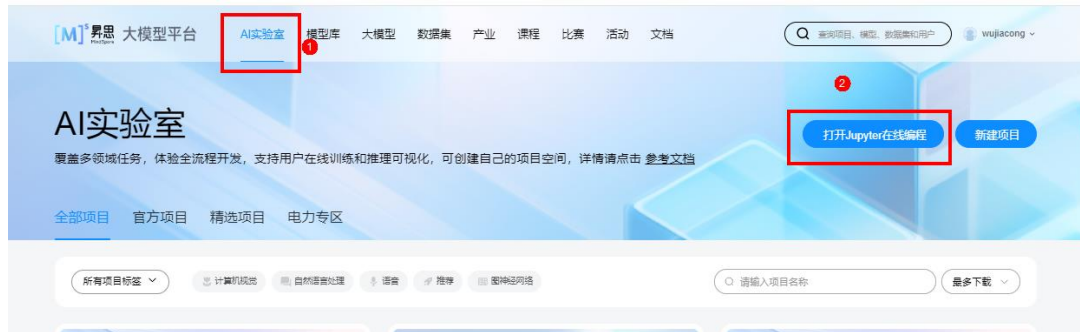 [M]ˢ 昇思 MindSpore 大模型平台 AI实验室 模型库 大模型 数据集 产业 课程 比赛 活动 文档 查询项目、模型、数据集和用户 wujiacong
1
2
AI实验室
打开Jupyter在线编程 新建项目
覆盖多领域任务，体验全流程开发，支持用户在线训练和推理可视化，可创建自己的项目空间，详情请点击 参考文档
全部项目 官方项目 精选项目 电力专区
所有项目标签 计算机视觉 自然语言处理 语音 推荐 图神经网络 请输入项目名称 最多下载